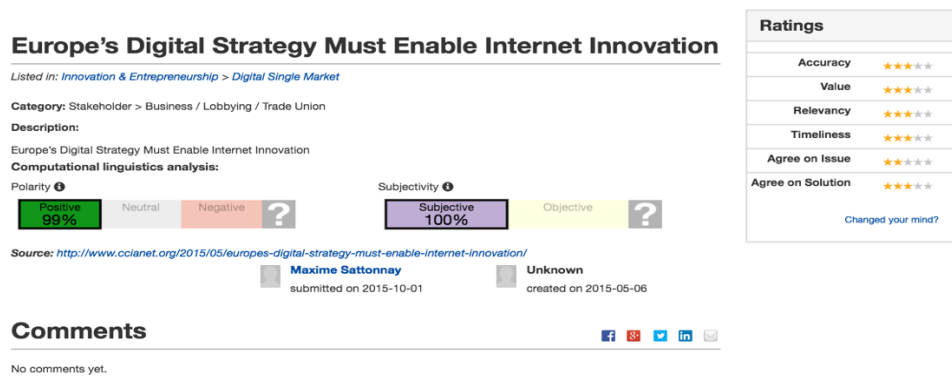 Europe's Digital Strategy Must Enable Internet Innovation
Listed in: Innovation & Entrepreneurship > Digital Single Market
Category: Stakeholder > Business / Lobbying / Trade Union
Description:
Europe's Digital Strategy Must Enable Internet Innovation
Computational linguistics analysis:
Polarity
Positive 99%
Neutral
Negative
?
Subjectivity
Subjective 100%
Objective
?
Source: http://www.ccianet.org/2015/05/europes-digital-strategy-must-enable-internet-innovation/
Maxime Sattonnay
submitted on 2015-10-01
Unknown
created on 2015-05-06
Comments
No comments yet.
Ratings
Accuracy
Value
Relevancy
Timeliness
Agree on Issue
Agree on Solution
Changed your mind?